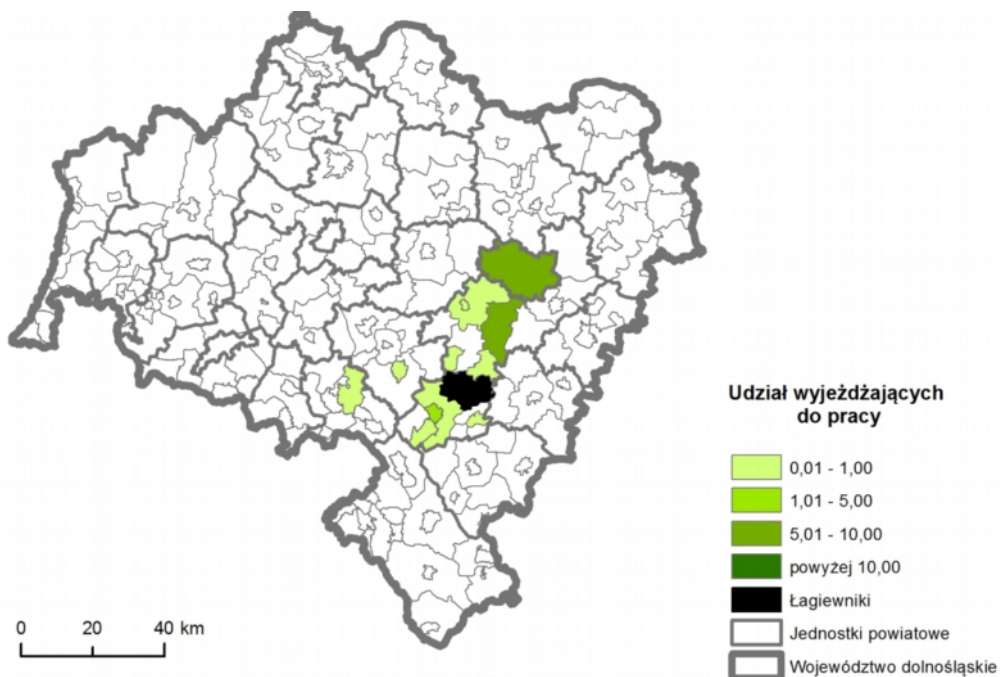 Udział wyjeżdżających
do pracy
0,01 - 1,00
1,01 - 5,00
5,01 - 10,00
powyżej 10,00
Łagiewniki
Jednostki powiatowe
Województwo dolnośląskie
0 20 40 km